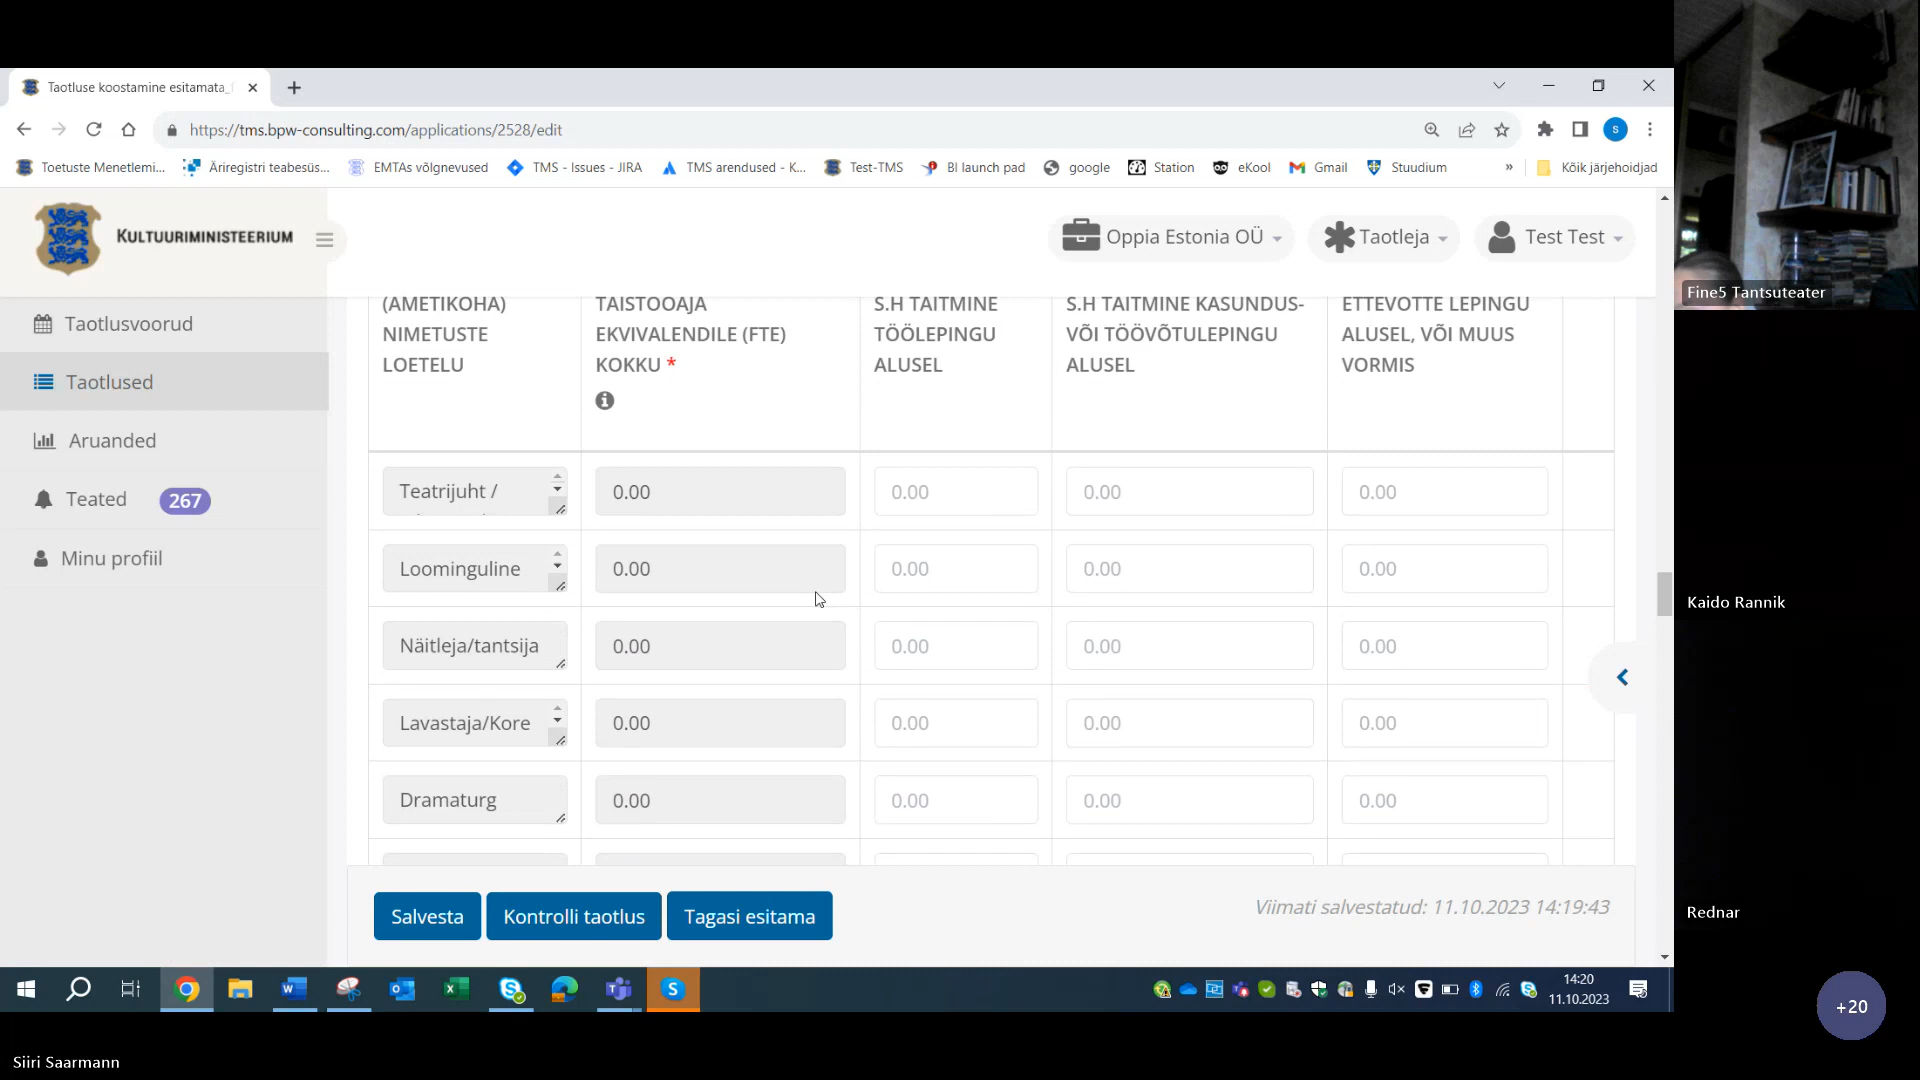 Taotluse koostamine esitamata_
https://tms.bpw-consulting.com/applications/2528/edit
S
Toetuste Menetlemi...
Äriregistri teabesüs...
EMTAs võlgnevused
TMS - Issues - JIRA
TMS arendused - K...
Test-TMS
BI launch pad
google
Station
eKool
Gmail
Stuudium
»
Kõik järjehoidjad
KULTUURIMINISTEERIUM
Oppia Estonia OÜ
Taotleja
Test Test
Taotlusvoorud
Taotlused
Aruanded
Teated 267
Minu profiil
(AMETIKOHA)
NIMETUSTE
LOETELU
TÄISTÖÖAJA
EKVIVALENDILE (FTE)
KOKKU *
S.H TÄITMINE
TÖÖLEPINGU
ALUSEL
S.H TÄITMINE KÄSUNDUS-
VÕI TÖÖVÕTULEPINGU
ALUSEL
ETTEVÕTTE LEPINGU
ALUSEL, VÕI MUUS
VORMIS
Teatrijuht / 0.00 0.00 0.00 0.00
Loominguline 0.00 0.00 0.00 0.00
Näitleja/tantsija 0.00 0.00 0.00 0.00
Lavastaja/Kore 0.00 0.00 0.00 0.00
Dramaturg 0.00 0.00 0.00 0.00
Salvesta
Kontrolli taotlus
Tagasi esitama
Viimati salvestatud: 11.10.2023 14:19:43
14:20
11.10.2023
Fine5 Tantsuteater
Kaido Rannik
Rednar
+20
Siiri Saarmann